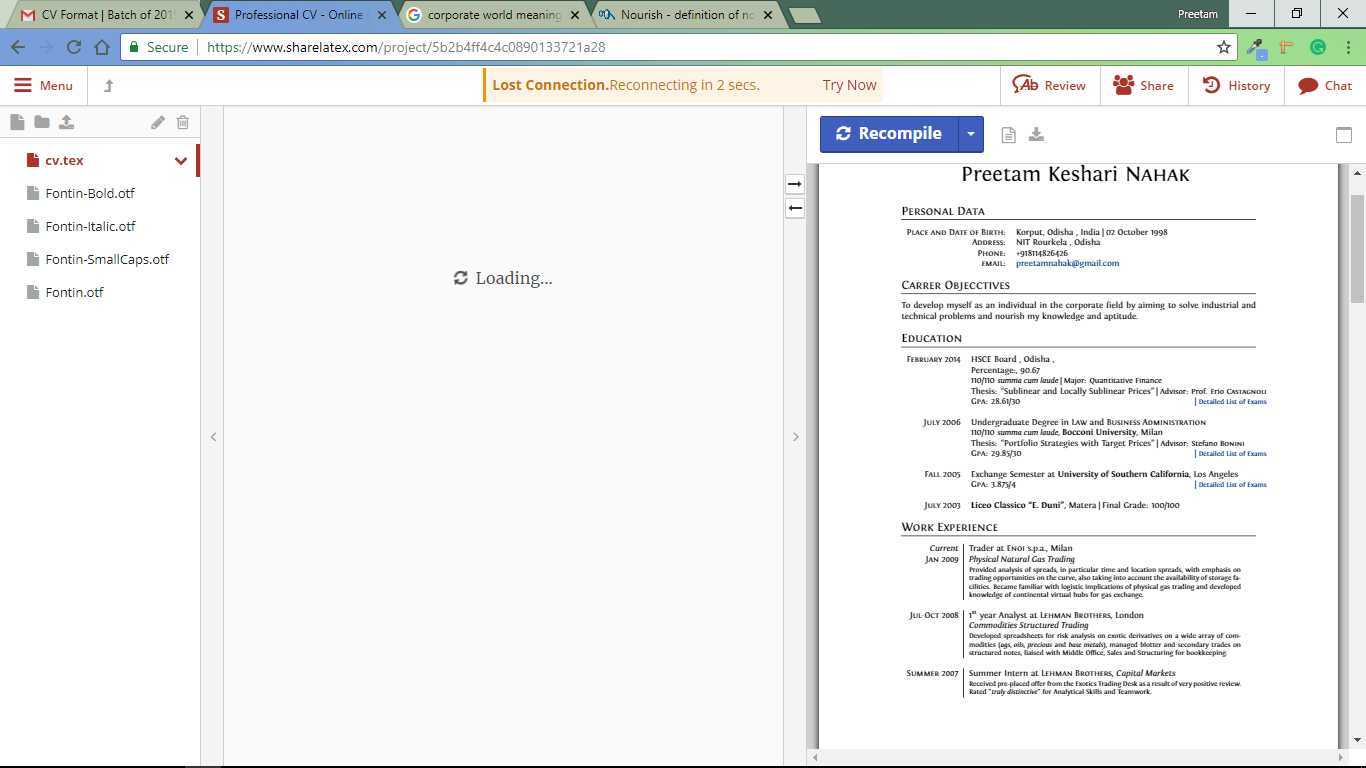 CV Format | Batch of 201
Professional CV - Online
corporate world meaning
Nourish - definition of no
Preetam
Secure https://www.sharelatex.com/project/5b2b4ff4c4c0890133721a28
Menu
Lost Connection.Reconnecting in 2 secs. Try Now
Review
Share
History
Chat
cv.tex
Fontin-Bold.otf
Fontin-Italic.otf
Fontin-SmallCaps.otf
Fontin.otf
Loading...
Recompile
Preetam Keshari NAHAK
PERSONAL DATA
PLACE AND DATE OF BIRTH: Korput, Odisha , India | 02 October 1998
ADDRESS: NIT Rourkela , Odisha
PHONE: +918114826426
EMAIL: preetamnahak@gmail.com
CARRER OBJECCTIVES
To develop myself as an individual in the corporate field by aiming to solve industrial and
technical problems and nourish my knowledge and aptitude.
EDUCATION
FEBRUARY 2014 HSCE Board , Odisha ,
Percentage:, 90.67
110/110 summa cum laude | Major: Quantitative Finance
Thesis: "Sublinear and Locally Sublinear Prices" | Advisor: Prof. Erio CASTAGNOLI
GPA: 28.61/30 | Detailed List of Exams
JULY 2006 Undergraduate Degree in LAW and BUSINESS ADMINISTRATION
110/110 summa cum laude, Bocconi University, Milan
Thesis: "Portfolio Strategies with Target Prices" | Advisor: Stefano BONINI
GPA: 29.85/30 | Detailed List of Exams
FALL 2005 Exchange Semester at University of Southern California, Los Angeles
GPA: 3.875/4 | Detailed List of Exams
JULY 2003 Liceo Classico "E. Duni", Matera | Final Grade: 100/100
WORK EXPERIENCE
Current Trader at ENOI s.p.a., Milan
JAN 2009 Physical Natural Gas Trading
Provided analysis of spreads, in particular time and location spreads, with emphasis on
trading opportunities on the curve, also taking into account the availability of storage fa-
cilities. Became familiar with logistic implications of physical gas trading and developed
knowledge of continental virtual hubs for gas exchange.
JUL-OCT 2008 1st year Analyst at LEHMAN BROTHERS, London
Commodities Structured Trading
Developed spreadsheets for risk analysis on exotic derivatives on a wide array of com-
modities (ags, oils, precious and base metals), managed blotter and secondary trades on
structured notes, liaised with Middle Office, Sales and Structuring for bookkeeping.
SUMMER 2007 Summer Intern at LEHMAN BROTHERS, Capital Markets
Received pre-placed offer from the Exotics Trading Desk as a result of very positive review.
Rated "truly distinctive" for Analytical Skills and Teamwork.